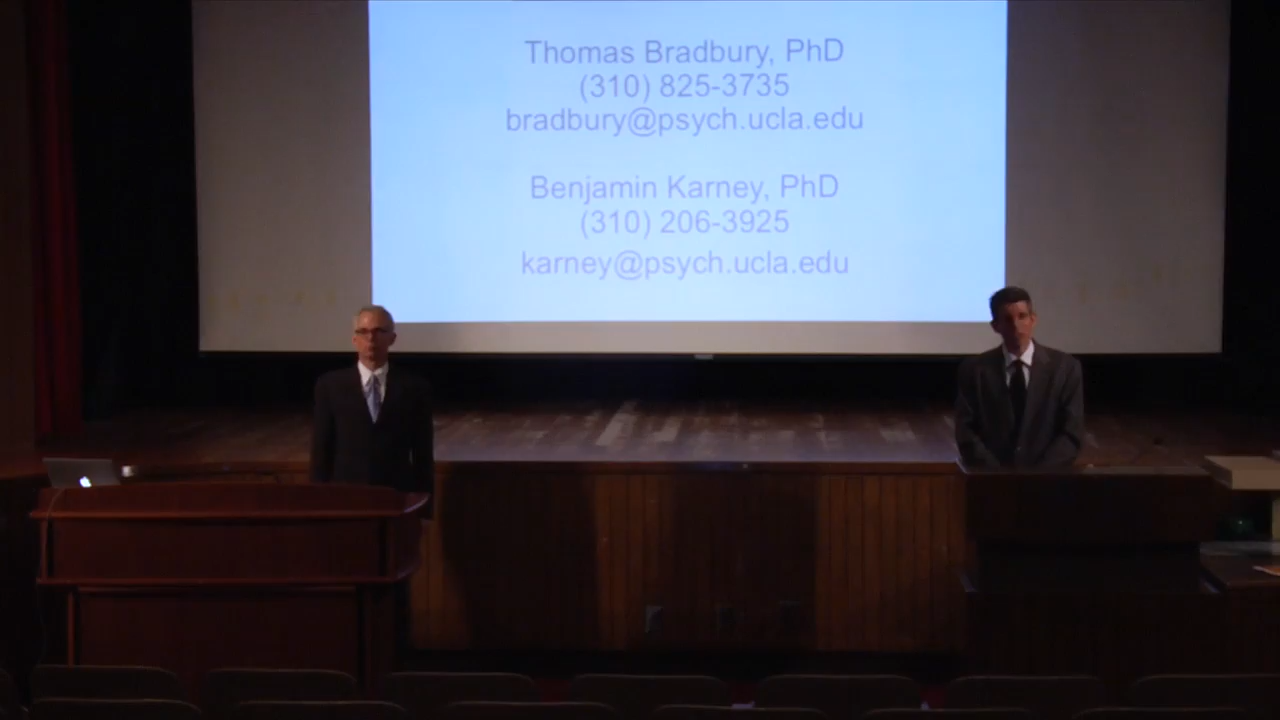 Thomas Bradbury, PhD
(310) 825-3735
bradbury@psych.ucla.edu
Benjamin Karney, PhD
(310) 206-3925
karney@psych.ucla.edu